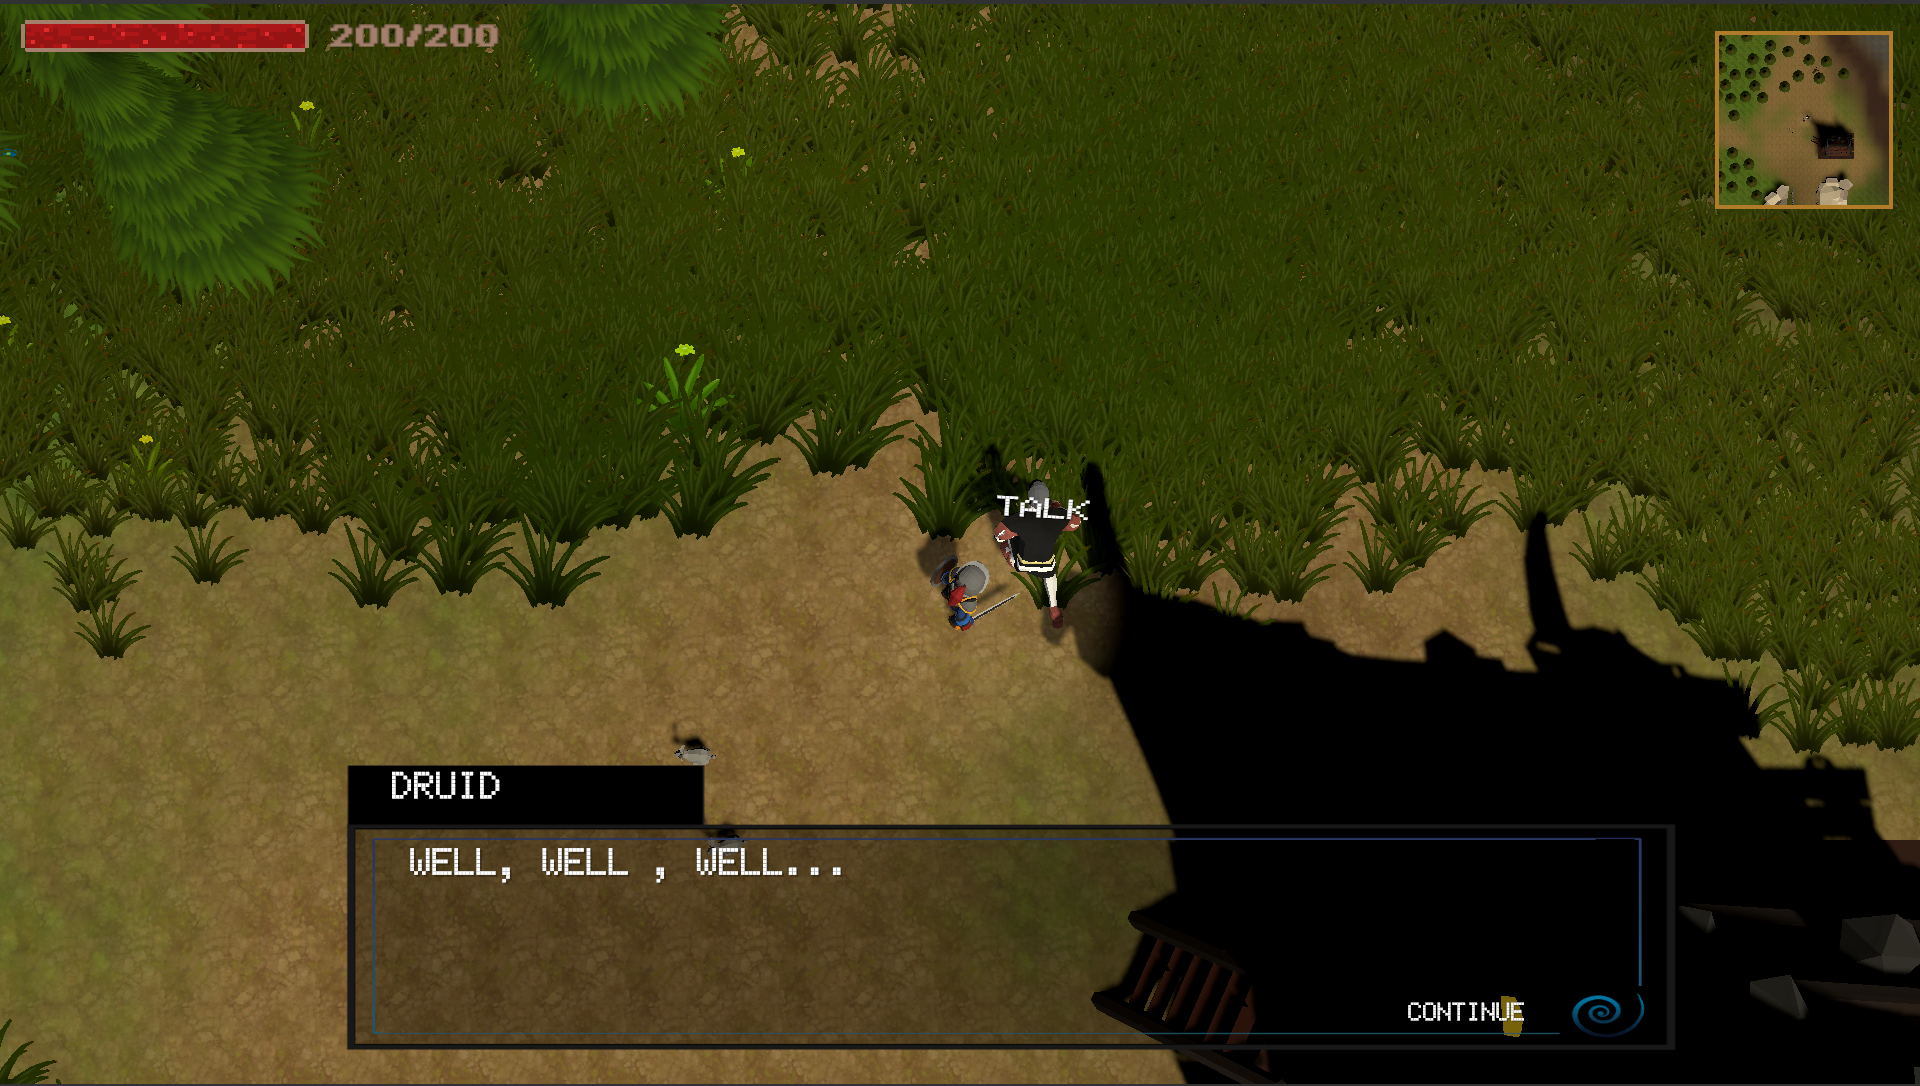 200/200
TALK
DRUID
WELL, WELL , WELL...
CONTINUE